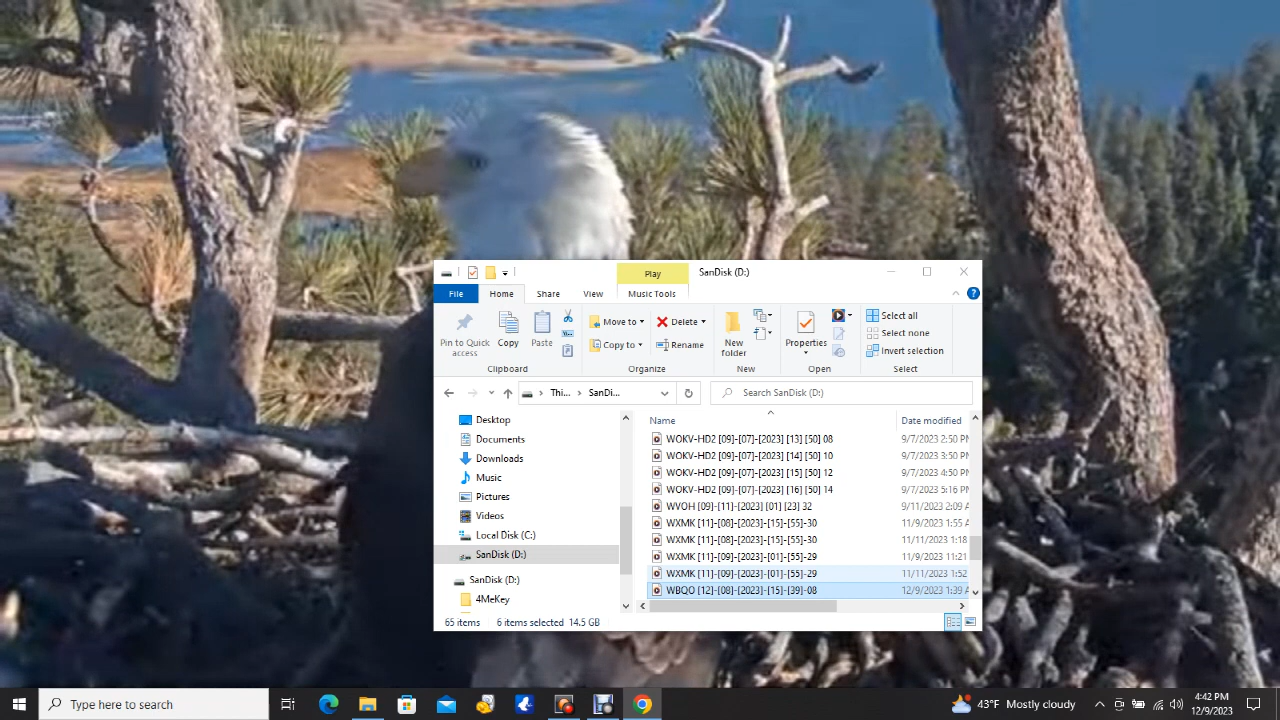 Play
SanDisk (D:)
File
Home
Share
View
Music Tools
Pin to Quick access
Copy
Paste
Move to
Copy to
Delete
Rename
New folder
Properties
Select all
Select none
Invert selection
Clipboard
Organize
New
Open
Select
Thi...
SanDi...
Search SanDisk (D:)
Desktop
Documents
Downloads
Music
Pictures
Videos
Local Disk (C:)
SanDisk (D:)
SanDisk (D:)
4MeKey
Name
Date modified
WOKV-HD2 [09]-[07]-[2023] [13] [50] 08 9/7/2023 2:50 PM
WOKV-HD2 [09]-[07]-[2023] [14] [50] 10 9/7/2023 3:50 PM
WOKV-HD2 [09]-[07]-[2023] [15] [50] 12 9/7/2023 4:50 PM
WOKV-HD2 [09]-[07]-[2023] [16] [50] 14 9/7/2023 5:16 PM
WVOH [09]-[11]-[2023] [01] [23] 32 9/11/2023 2:09 A
WXMK [11]-[08]-[2023]-[15]-[55]-30 11/9/2023 1:55 A
WXMK [11]-[08]-[2023]-[15]-[55]-30 11/11/2023 1:18
WXMK [11]-[09]-[2023]-[01]-[55]-29 11/9/2023 11:21
WXMK [11]-[09]-[2023]-[01]-[55]-29 11/11/2023 1:52
WBQO [12]-[08]-[2023]-[15]-[39]-08 12/9/2023 1:39 A
65 items
6 items selected 14.5 GB
Type here to search
43°F Mostly cloudy
4:42 PM
12/9/2023